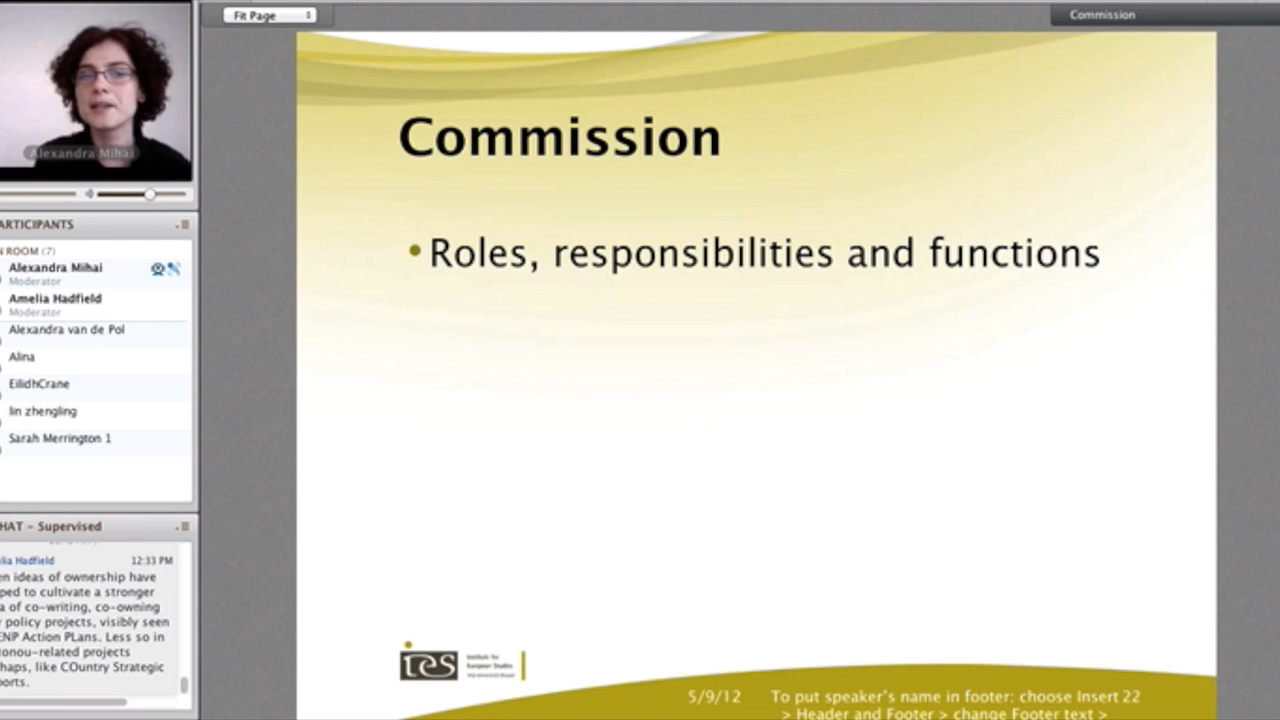 Fit Page
Commission
Alexandra Mihai
ARTICIPANTS
N ROOM (7)
Alexandra Mihai
Moderator
Amelia Hadfield
Moderator
Alexandra van de Pol
Alina
EilidhCrane
lin zhengling
Sarah Merrington 1
HAT - Supervised
lia Hadfield 12:33 PM
en ideas of ownership have
ped to cultivate a stronger
a of co-writing, co-owning
policy projects, visibly seen
ENP Action PLans. Less so in
onou-related projects
haps, like COuntry Strategic
orts.
Commission
• Roles, responsibilities and functions
ies
Institute for
European Studies
5/9/12 To put speaker's name in footer: choose Insert 22
> Header and Footer > change Footer text >